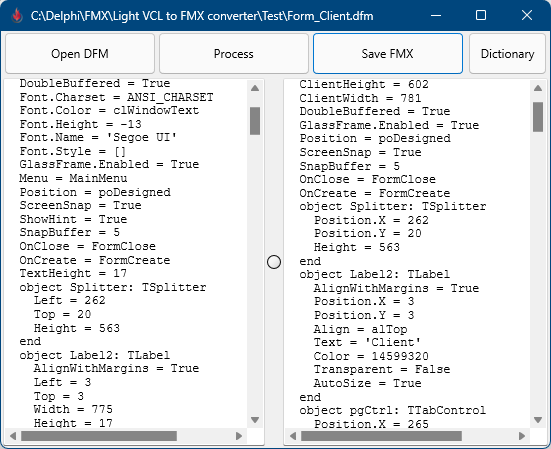 C:\Delphi\FMX\Light VCL to FMX converter\Test\Form_Client.dfm
Open DFM
Process
Save FMX
Dictionary
DoubleBuffered = True
Font.Charset = ANSI_CHARSET
Font.Color = clWindowText
Font.Height = -13
Font.Name = 'Segoe UI'
Font.Style = []
GlassFrame.Enabled = True
Menu = MainMenu
Position = poDesigned
ScreenSnap = True
ShowHint = True
SnapBuffer = 5
OnClose = FormClose
OnCreate = FormCreate
TextHeight = 17
object Splitter: TSplitter
Left = 262
Top = 20
Height = 563
end
object Label2: TLabel
AlignWithMargins = True
Left = 3
Top = 3
Width = 775
Height = 17
ClientHeight = 602
ClientWidth = 781
DoubleBuffered = True
GlassFrame.Enabled = True
Position = poDesigned
ScreenSnap = True
SnapBuffer = 5
OnClose = FormClose
OnCreate = FormCreate
object Splitter: TSplitter
Position.X = 262
Position.Y = 20
Height = 563
end
object Label2: TLabel
AlignWithMargins = True
Position.X = 3
Position.Y = 3
Align = alTop
Text = 'Client'
Color = 14599320
Transparent = False
AutoSize = True
end
object pgCtrl: TTabControl
Position.X = 265